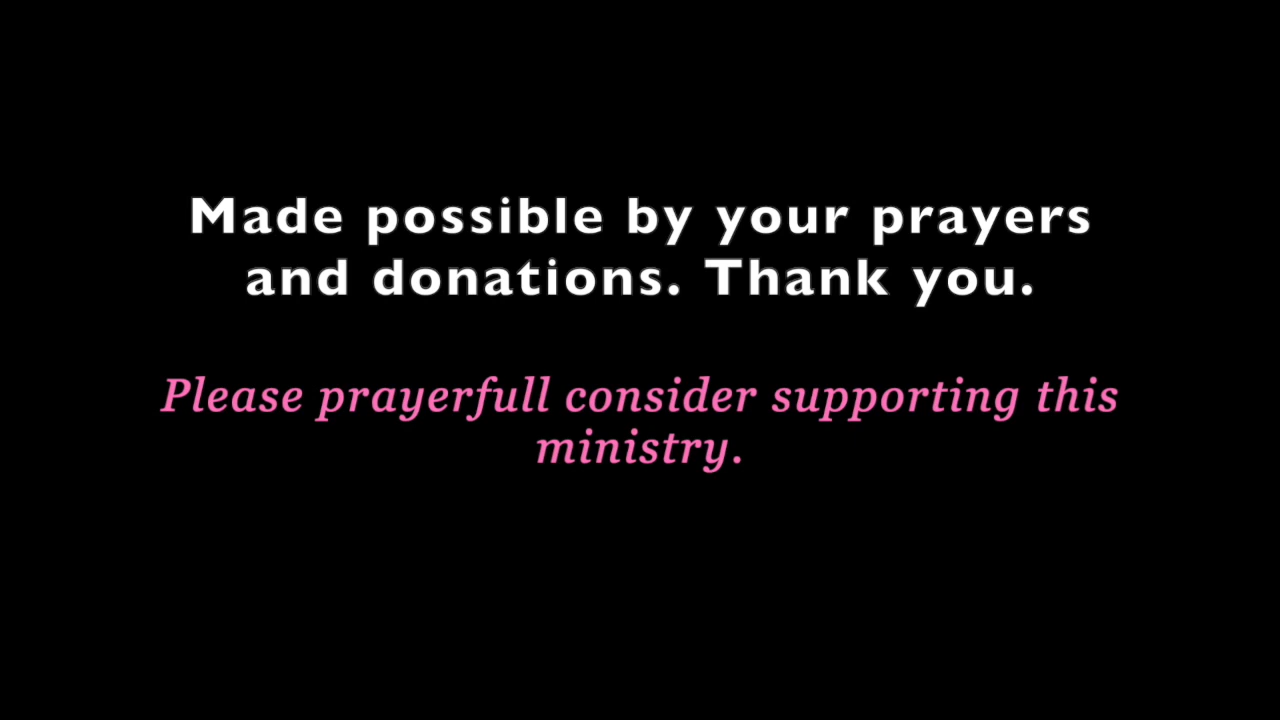 Made possible by your prayers
and donations. Thank you.
Please prayerfull consider supporting this
ministry.